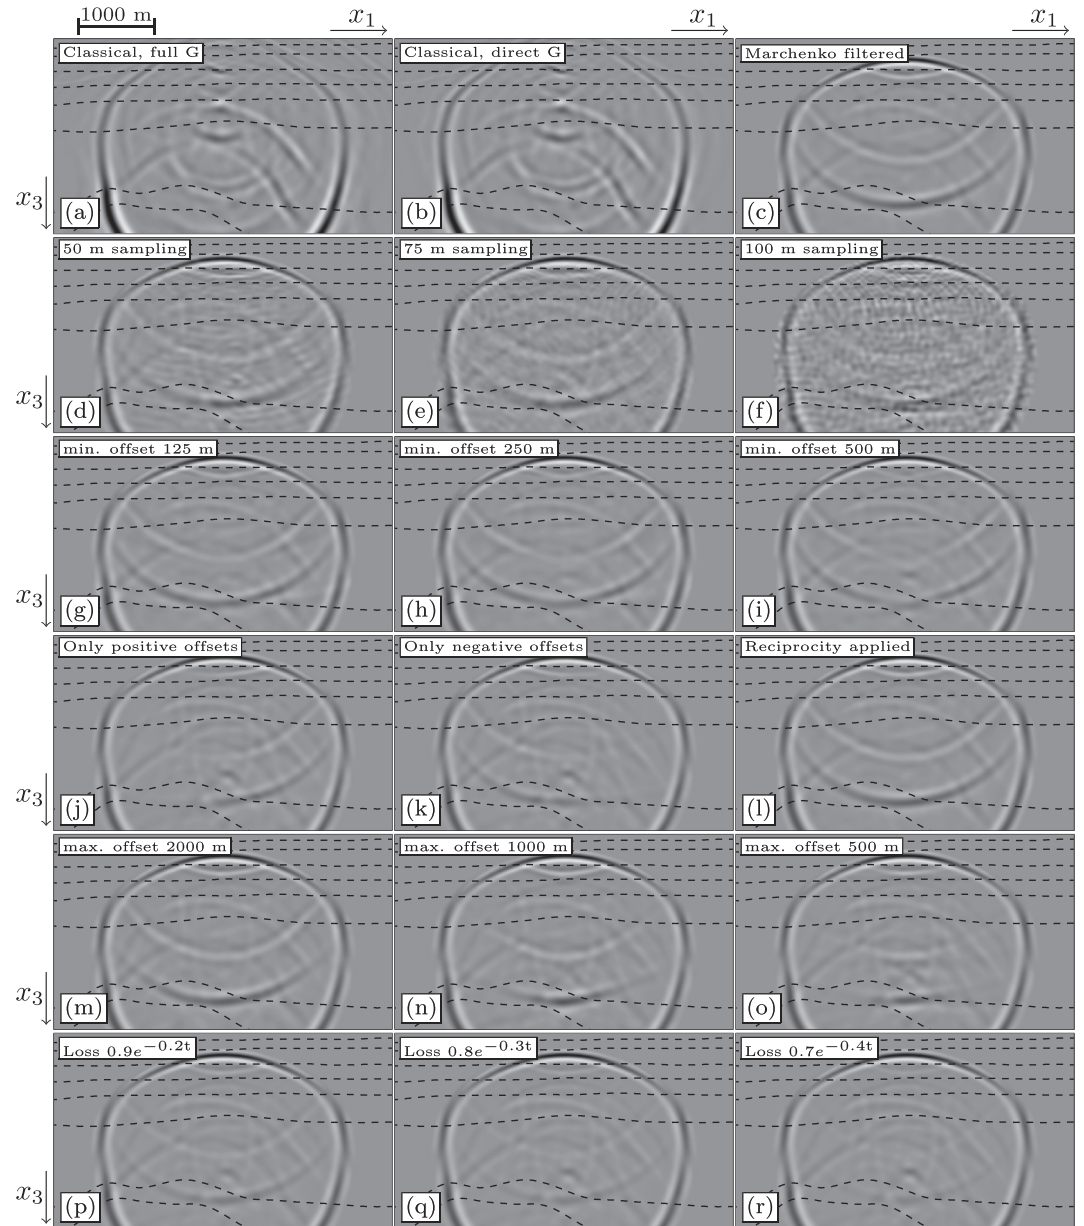 1000 m
x₁ x₁ x₁
Classical, full G Classical, direct G Marchenko filtered
x₃ (a) (b) (c)
50 m sampling 75 m sampling 100 m sampling
x₃ (d) (e) (f)
min. offset 125 m min. offset 250 m min. offset 500 m
x₃ (g) (h) (i)
Only positive offsets Only negative offsets Reciprocity applied
x₃ (j) (k) (l)
max. offset 2000 m max. offset 1000 m max. offset 500 m
x₃ (m) (n) (o)
Loss 0.9e^−0.2t Loss 0.8e^−0.3t Loss 0.7e^−0.4t
x₃ (p) (q) (r)